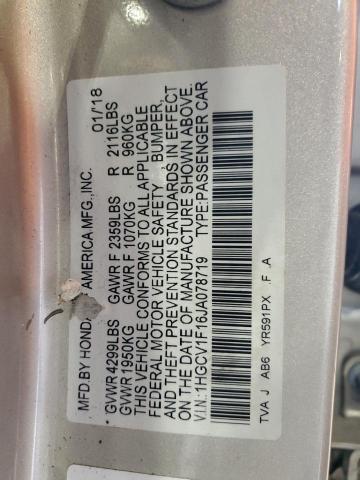 MFD.BY HONDA AMERICA MFG.,INC. 01/18
GVWR 4299LBS GAWR F 2359LBS R 2116LBS
GVWR 1950KG GAWR F 1070KG R 960KG
THIS VEHICLE CONFORMS TO ALL APPLICABLE
FEDERAL MOTOR VEHICLE SAFETY, BUMPER,
AND THEFT PREVENTION STANDARDS IN EFFECT
ON THE DATE OF MANUFACTURE SHOWN ABOVE.
V.I.N.:1HGCV1F16JA078719 TYPE:PASSENGER CAR
TVA J AB6 YR591PX .F .A